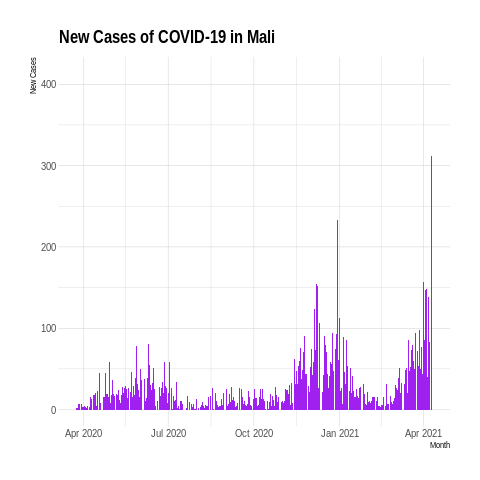 New Cases of COVID-19 in Mali
New Cases
400
300
200
100
0
Apr 2020
Jul 2020
Oct 2020
Jan 2021
Apr 2021
Month